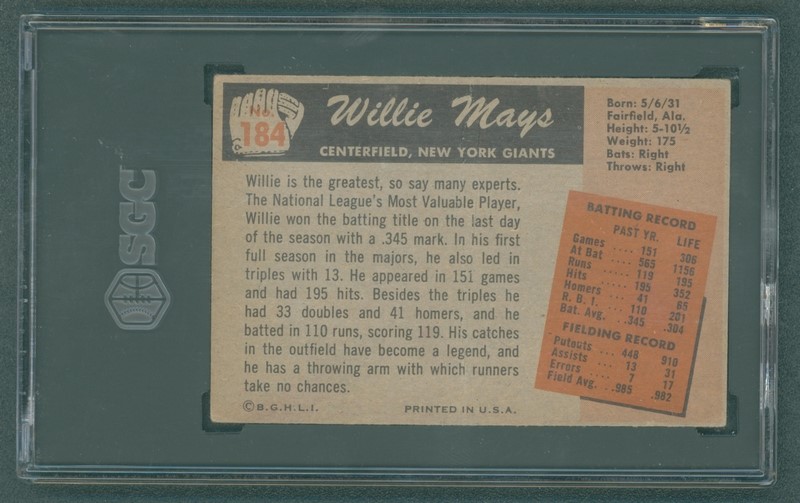 SGC
No.
184
Willie Mays
CENTERFIELD, NEW YORK GIANTS
Born: 5/6/31
Fairfield, Ala.
Height: 5-10½
Weight: 175
Bats: Right
Throws: Right
Willie is the greatest, so say many experts.
The National League's Most Valuable Player,
Willie won the batting title on the last day
of the season with a .345 mark. In his first
full season in the majors, he also led in
triples with 13. He appeared in 151 games
and had 195 hits. Besides the triples he
had 33 doubles and 41 homers, and he
batted in 110 runs, scoring 119. His catches
in the outfield have become a legend, and
he has a throwing arm with which runners
take no chances.
BATTING RECORD
PAST YR. LIFE
Games .... 151 306
At Bat .... 565 1156
Runs .... 119 195
Hits .... 195 352
Homers .... 41 65
R. B. I. .... 110 201
Bat. Avg. .. .345 .304
FIELDING RECORD
Putouts ... 448 910
Assists ... 13 31
Errors ... 7 17
Field Avg. .. .985 .982
©B.G.H.L.I.
PRINTED IN U.S.A.